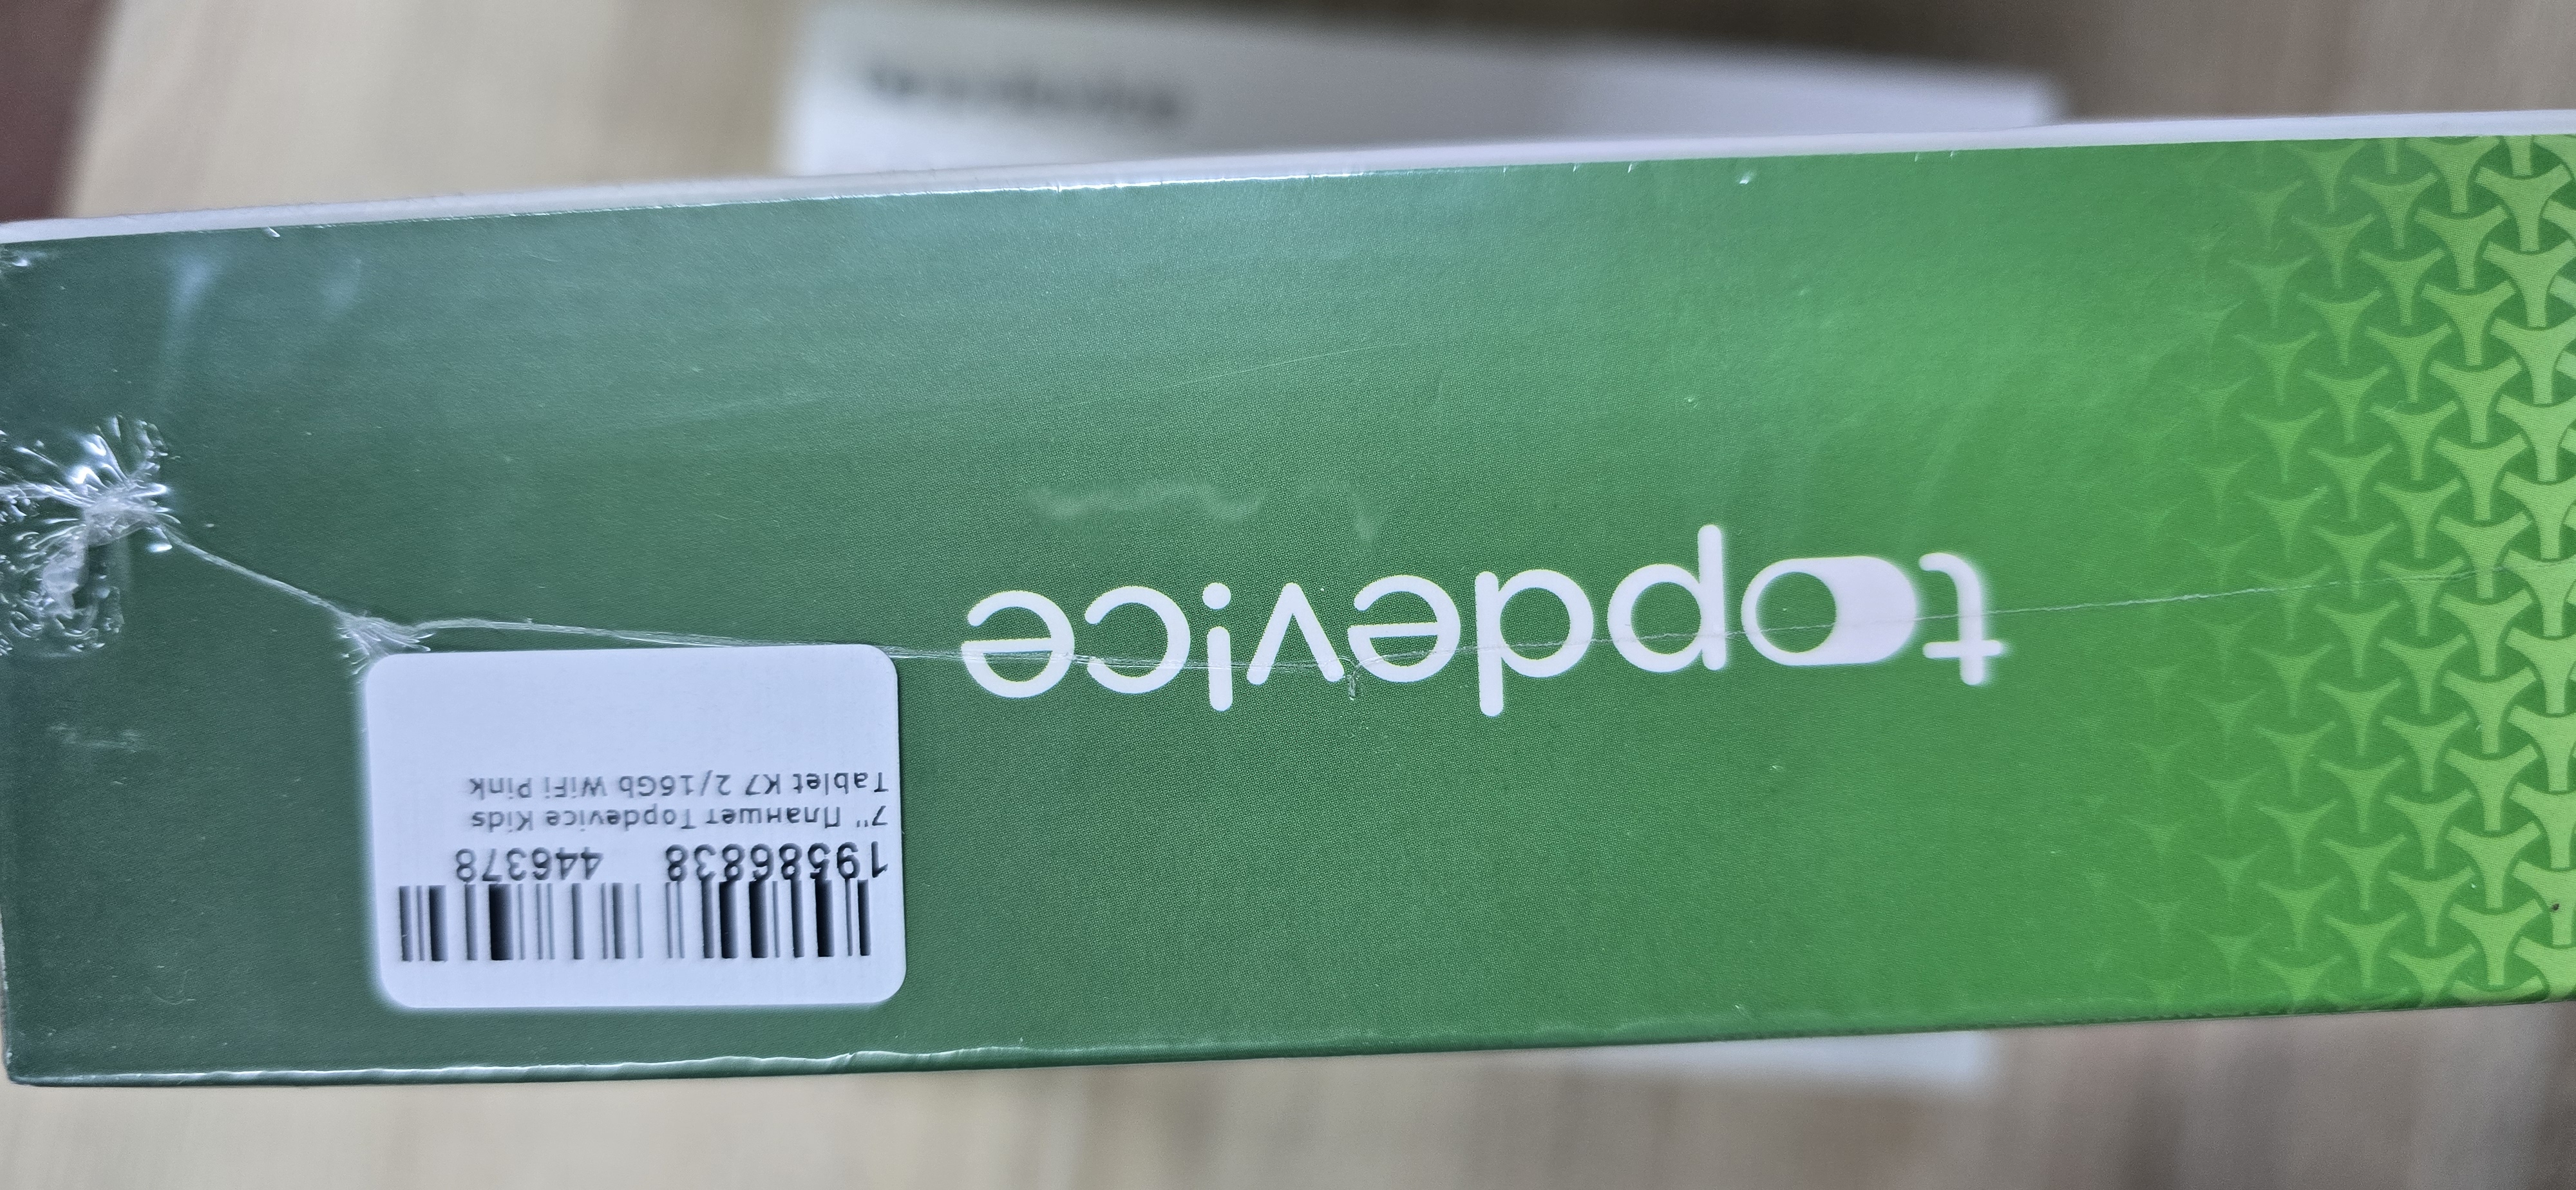 topdevice
19586838 446378
7" Планшет Topdevice Kids
Tablet K7 2/16Gb WiFi Pink